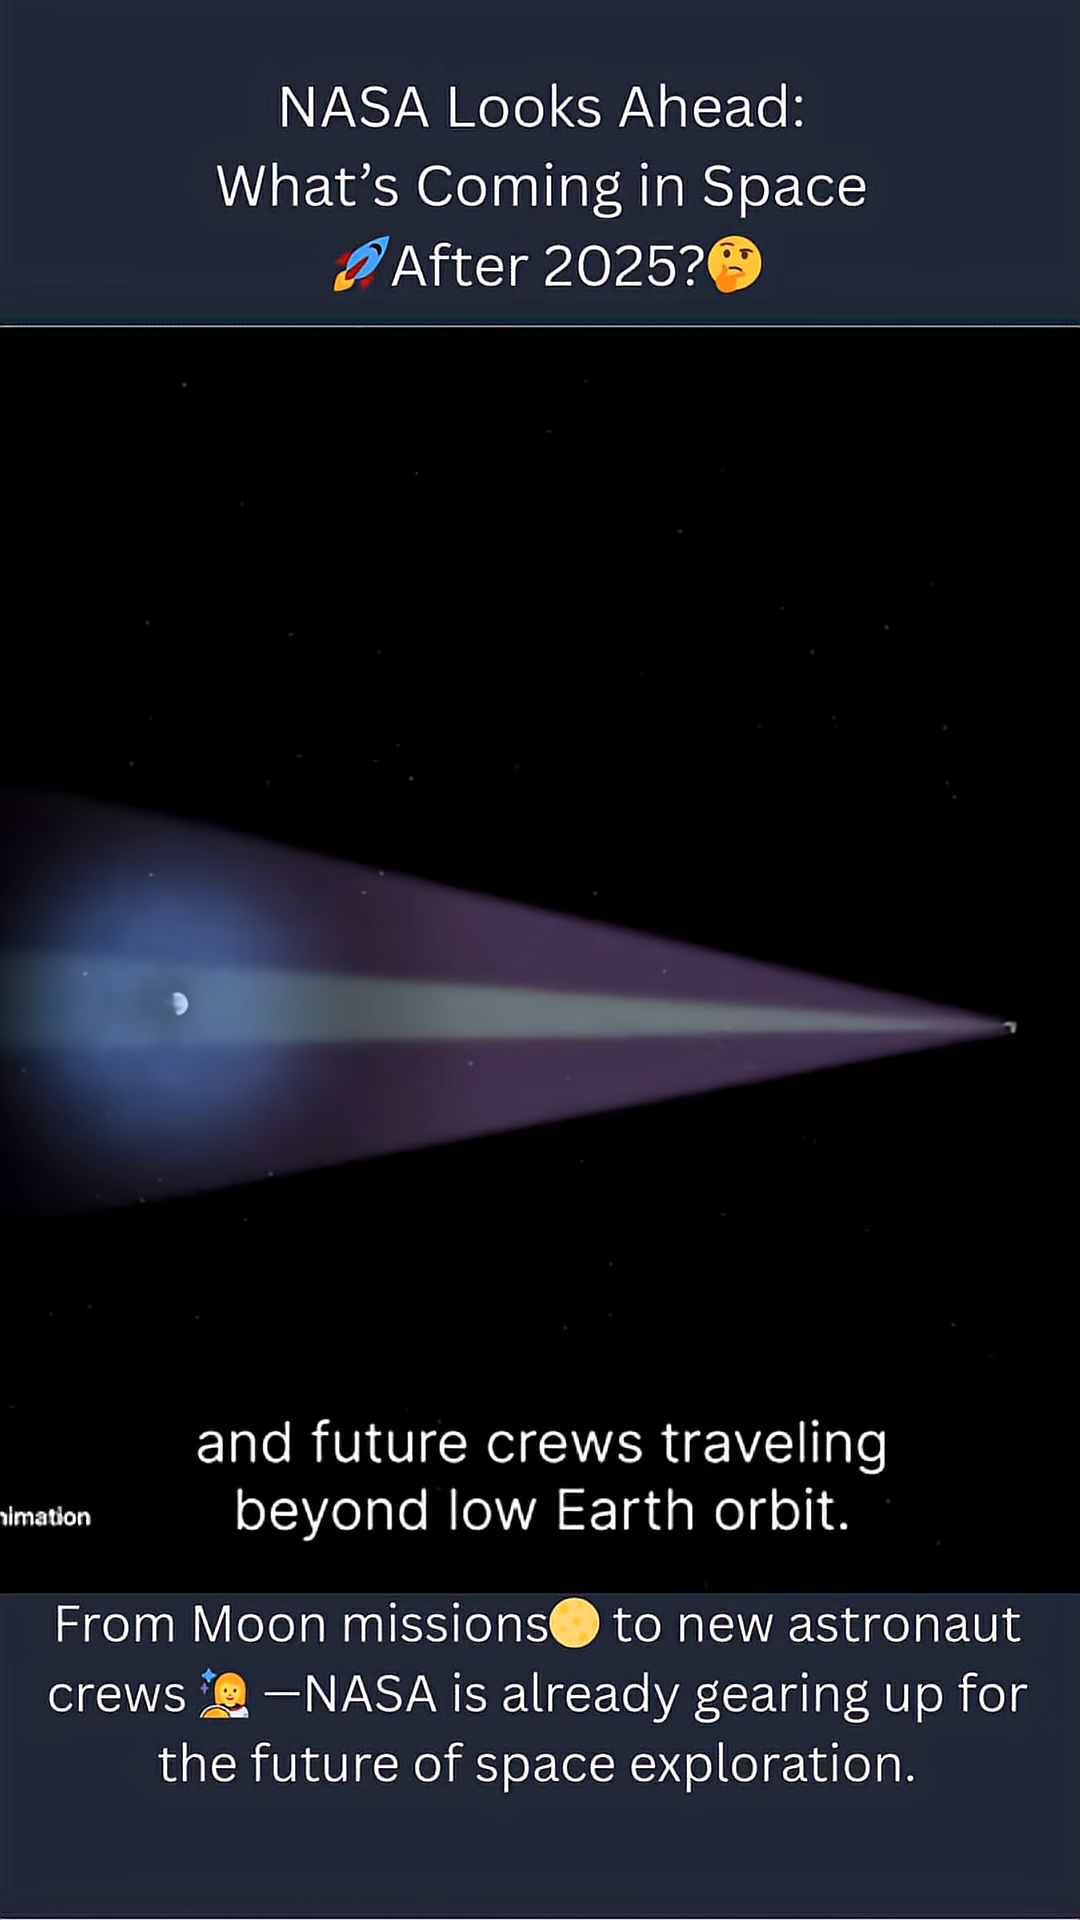 NASA Looks Ahead:
What’s Coming in Space
🚀After 2025?🤔
and future crews traveling
beyond low Earth orbit.
nimation
From Moon missions🌕 to new astronaut
crews 👩‍🚀 —NASA is already gearing up for
the future of space exploration.